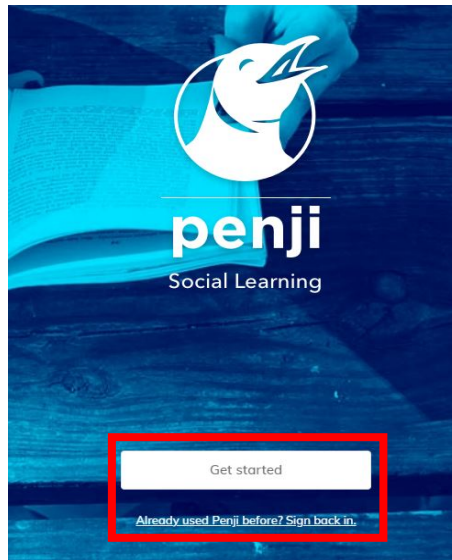 penji
Social Learning
Get started
Already used Penji before? Sign back in.